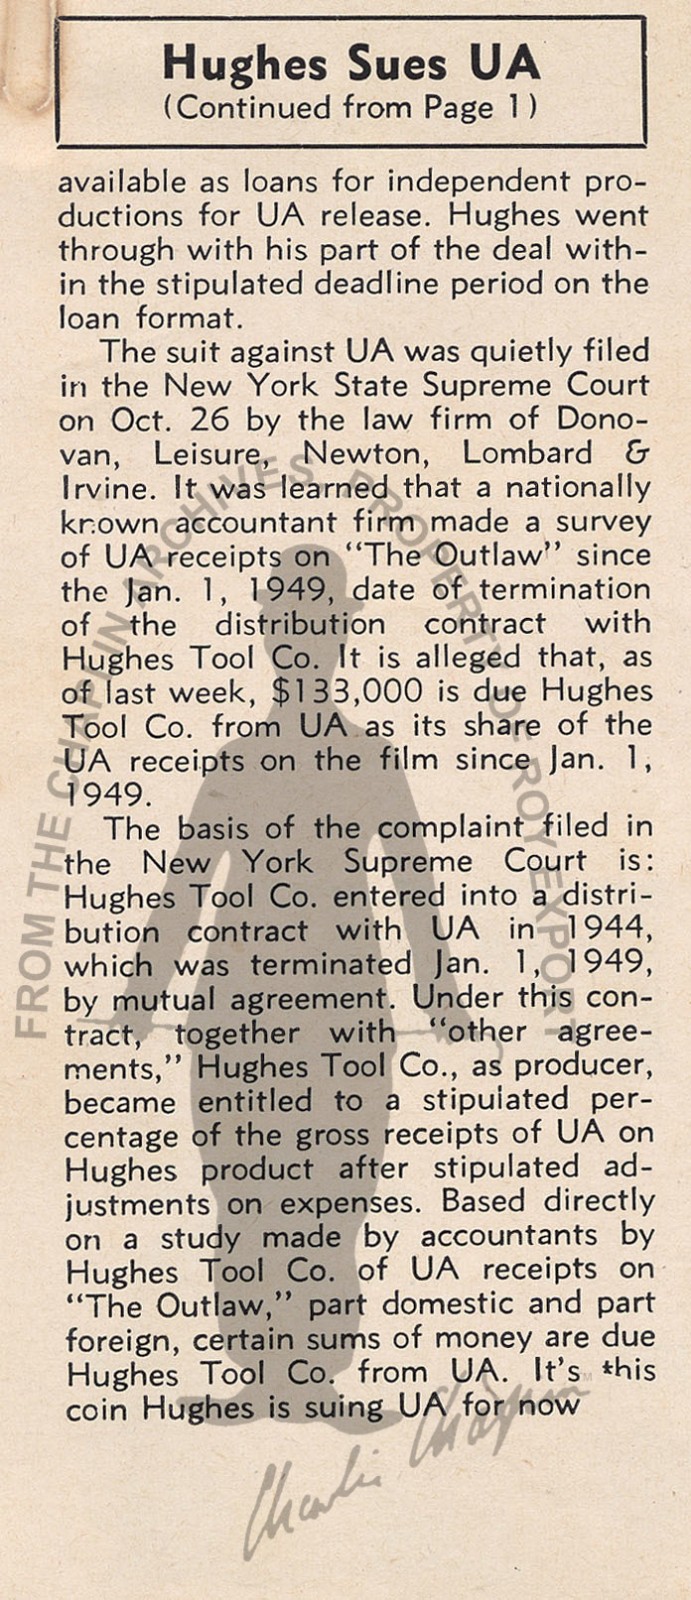 Hughes Sues UA
(Continued from Page 1)
available as loans for independent pro-
ductions for UA release. Hughes went
through with his part of the deal with-
in the stipulated deadline period on the
loan format.
The suit against UA was quietly filed
in the New York State Supreme Court
on Oct. 26 by the law firm of Dono-
van, Leisure, Newton, Lombard &
Irvine. It was learned that a nationally
known accountant firm made a survey
of UA receipts on "The Outlaw" since
the Jan. 1, 1949, date of termination
of the distribution contract with
Hughes Tool Co. It is alleged that, as
of last week, $133,000 is due Hughes
Tool Co. from UA as its share of the
UA receipts on the film since Jan. 1,
1949.
The basis of the complaint filed in
the New York Supreme Court is:
Hughes Tool Co. entered into a distri-
bution contract with UA in 1944,
which was terminated Jan. 1, 1949,
by mutual agreement. Under this con-
tract, together with "other agree-
ments," Hughes Tool Co., as producer,
became entitled to a stipulated per-
centage of the gross receipts of UA on
Hughes product after stipulated ad-
justments on expenses. Based directly
on a study made by accountants by
Hughes Tool Co. of UA receipts on
"The Outlaw," part domestic and part
foreign, certain sums of money are due
Hughes Tool Co. from UA. It's this
coin Hughes is suing UA for now
FROM THE CHAPLIN ARCHIVES. PROPERTY OF ROY EXPORT
Charlie Chaplin